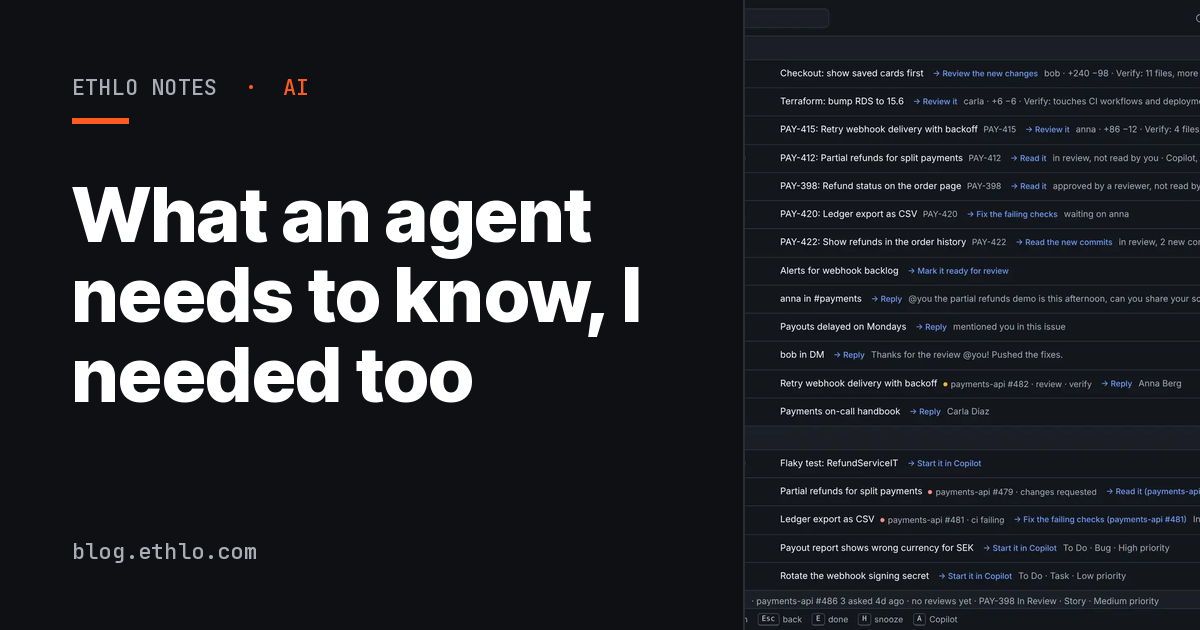 ETHLO NOTES · AI
What an agent
needs to know, I
needed too
blog.ethlo.com
Checkout: show saved cards first → Review the new changes bob · +240 −98 · Verify: 11 files, more
Terraform: bump RDS to 15.6 → Review it carla · +6 −6 · Verify: touches CI workflows and
PAY-415: Retry webhook delivery with backoff PAY-415 → Review it anna · +86 −12 · Verify: 4 files
PAY-412: Partial refunds for split payments PAY-412 → Read it in review, not read by you · Copilot,
PAY-398: Refund status on the order page PAY-398 → Read it approved by a reviewer, not read by
PAY-420: Ledger export as CSV PAY-420 → Fix the failing checks waiting on anna
PAY-422: Show refunds in the order history PAY-422 → Read the new commits in review, 2 new
Alerts for webhook backlog → Mark it ready for review
anna in #payments → Reply @you the partial refunds demo is this afternoon, can you share your
Payouts delayed on Mondays → Reply mentioned you in this issue
bob in DM → Reply Thanks for the review @you! Pushed the fixes.
Retry webhook delivery with backoff • payments-api #482 · review · verify → Reply Anna Berg
Payments on-call handbook → Reply Carla Diaz
Flaky test: RefundServiceIT → Start it in Copilot
Partial refunds for split payments • payments-api #479 · changes requested → Read it (payments-api
Ledger export as CSV • payments-api #481 · ci failing → Fix the failing checks (payments-api #481)
Payout report shows wrong currency for SEK → Start it in Copilot To Do · Bug · High priority
Rotate the webhook signing secret → Start it in Copilot To Do · Task · Low priority
· payments-api #486 3 asked 4d ago · no reviews yet · PAY-398 In Review · Story · Medium priority
Esc back E done H snooze A Copilot